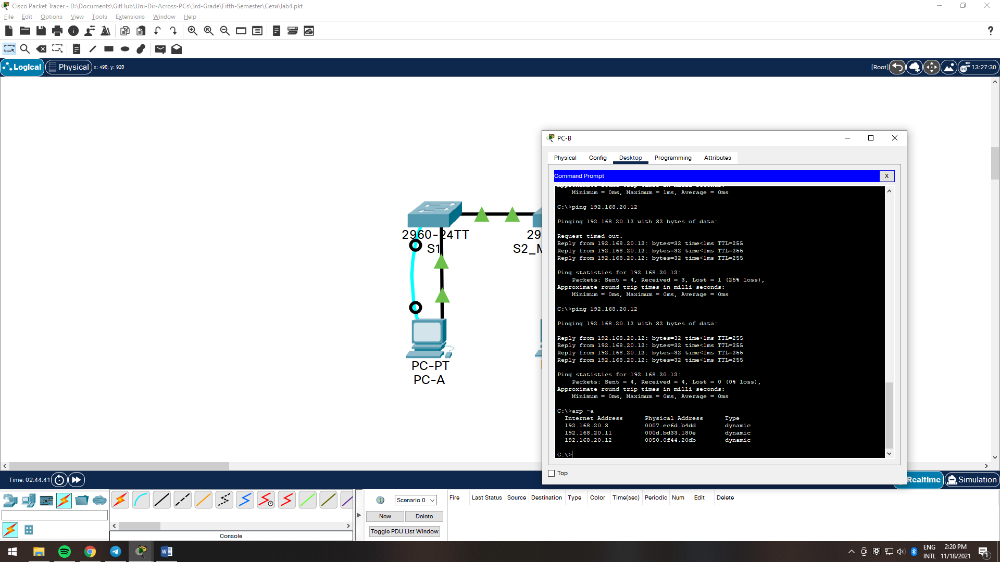 Cisco Packet Tracer - D:\Documents\GitHub\Uni-Dir-Across-PCs\3rd-Grade\Fifth-Semester\Сети\lab4.pkt
File Edit Options View Tools Extensions Window Help
Logical Physical x: 490, y: 920 [Root] 13:27:30
2960-24TT
S1
29
S2_M
PC-PT
PC-A
PC-B
Physical Config Desktop Programming Attributes
Command Prompt X
Minimum = 0ms, Maximum = 1ms, Average = 0ms
C:\>ping 192.168.20.12
Pinging 192.168.20.12 with 32 bytes of data:
Request timed out.
Reply from 192.168.20.12: bytes=32 time<1ms TTL=255
Reply from 192.168.20.12: bytes=32 time<1ms TTL=255
Reply from 192.168.20.12: bytes=32 time<1ms TTL=255
Ping statistics for 192.168.20.12:
Packets: Sent = 4, Received = 3, Lost = 1 (25% loss),
Approximate round trip times in milli-seconds:
Minimum = 0ms, Maximum = 0ms, Average = 0ms
C:\>ping 192.168.20.12
Pinging 192.168.20.12 with 32 bytes of data:
Reply from 192.168.20.12: bytes=32 time<1ms TTL=255
Reply from 192.168.20.12: bytes=32 time<1ms TTL=255
Reply from 192.168.20.12: bytes=32 time<1ms TTL=255
Reply from 192.168.20.12: bytes=32 time<1ms TTL=255
Ping statistics for 192.168.20.12:
Packets: Sent = 4, Received = 4, Lost = 0 (0% loss),
Approximate round trip times in milli-seconds:
Minimum = 0ms, Maximum = 0ms, Average = 0ms
C:\>arp -a
Internet Address Physical Address Type
192.168.20.3 0007.ec6d.b4dd dynamic
192.168.20.11 000d.bd33.180e dynamic
192.168.20.12 0050.0f44.20db dynamic
C:\>
Top
Time: 02:44:41 Realtime Simulation
Scenario 0
New Delete
Toggle PDU List Window
Fire Last Status Source Destination Type Color Time(sec) Periodic Num Edit Delete
Console
ENG
INTL
2:20 PM
11/18/2021
1